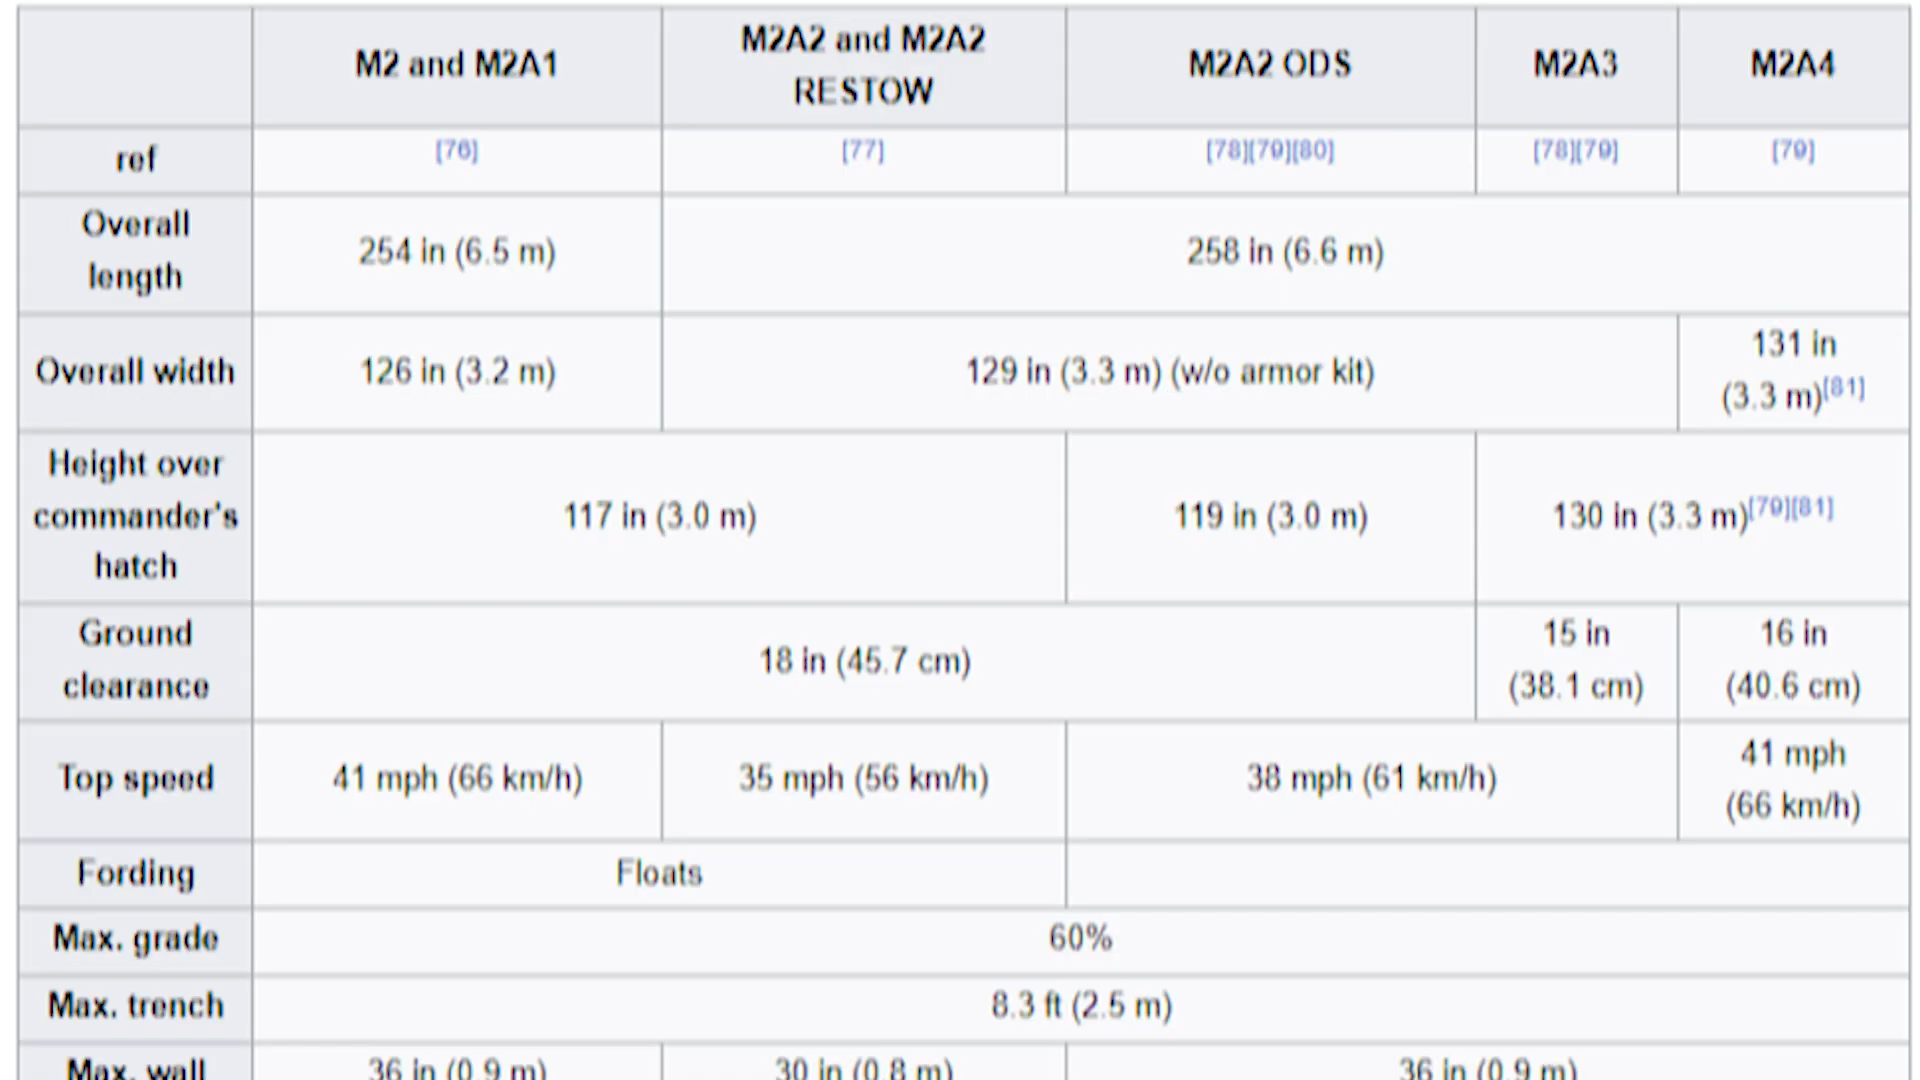 M2 and M2A1
M2A2 and M2A2
RESTOW
M2A2 ODS
M2A3
M2A4
ref
[76]
[77]
[78][79][80]
[78][79]
[79]
Overall
length
254 in (6.5 m)
258 in (6.6 m)
Overall width
126 in (3.2 m)
129 in (3.3 m) (w/o armor kit)
131 in
(3.3 m)[81]
Height over
commander's
hatch
117 in (3.0 m)
119 in (3.0 m)
130 in (3.3 m)[79][81]
Ground
clearance
18 in (45.7 cm)
15 in
(38.1 cm)
16 in
(40.6 cm)
Top speed
41 mph (66 km/h)
35 mph (56 km/h)
38 mph (61 km/h)
41 mph
(66 km/h)
Fording
Floats
Max. grade
60%
Max. trench
8.3 ft (2.5 m)
Max. wall
36 in (0.9 m)
30 in (0.8 m)
36 in (0.9 m)